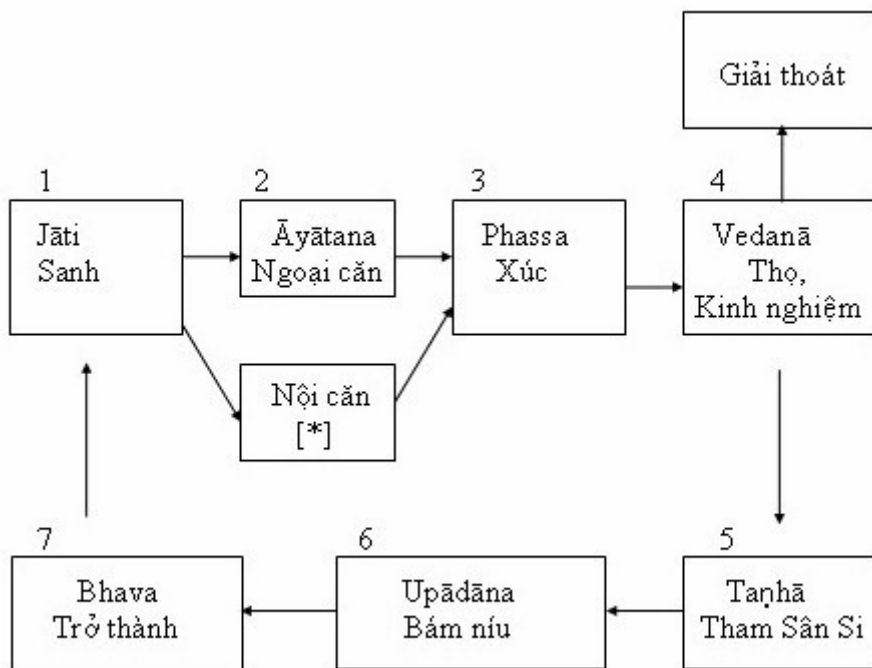 Giải thoát
1
Jāti
Sanh
2
Āyātana
Ngoại căn
3
Phassa
Xúc
4
Vedanā
Thọ,
Kinh nghiệm
Nội căn
[*]
7
Bhava
Trở thành
6
Upādāna
Bám níu
5
Taṇhā
Tham Sân Si